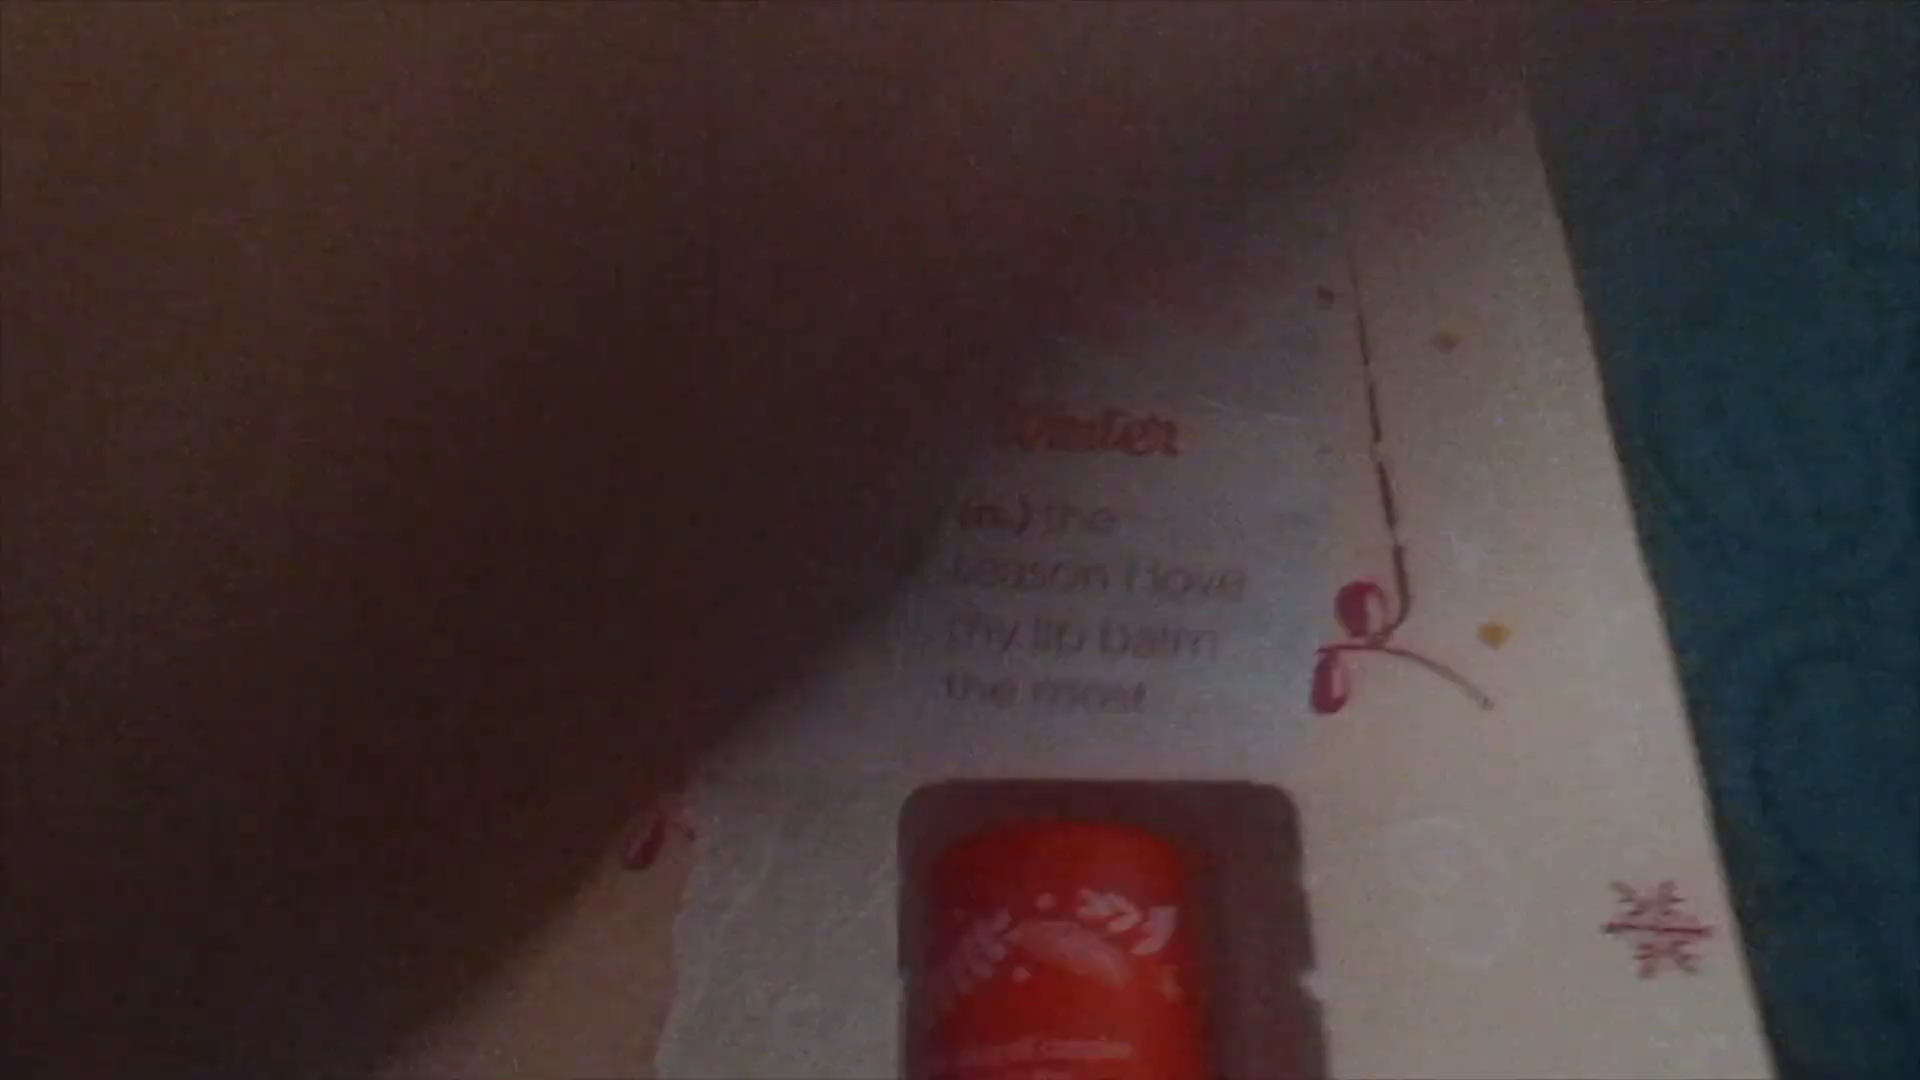 Winter
(n.) the
season I love
my lip balm
the most